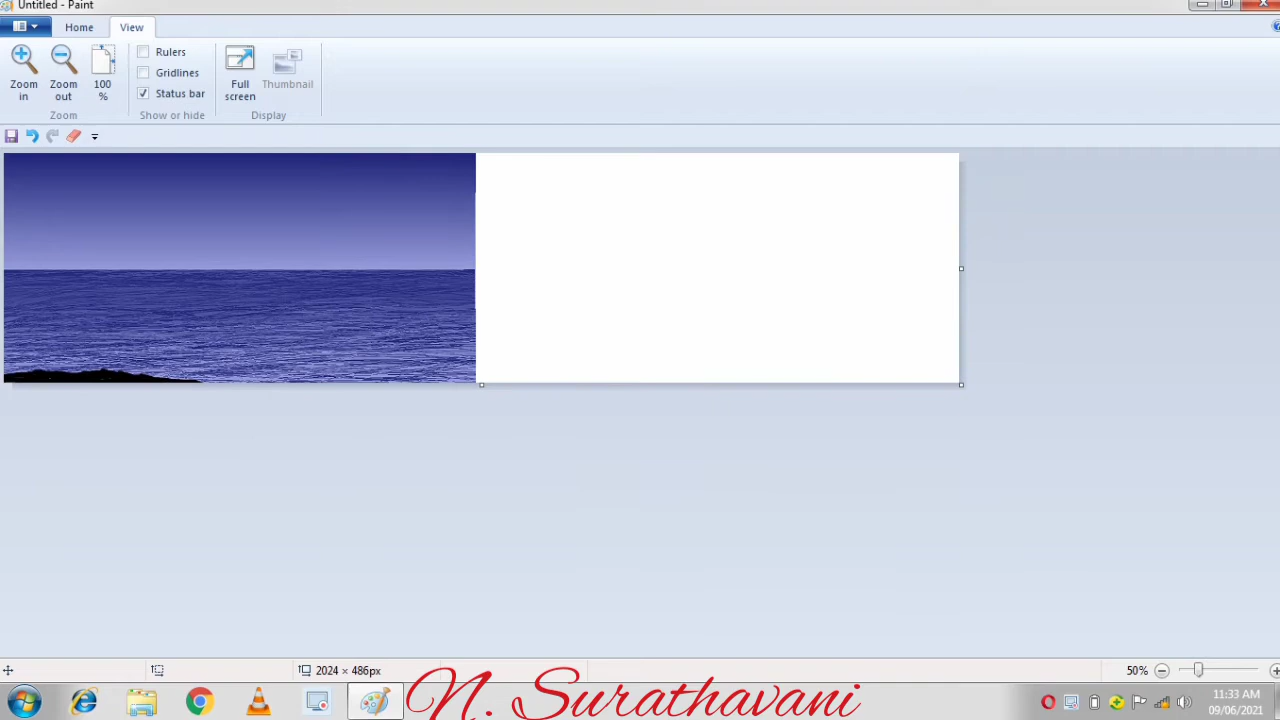 Untitled - Paint
Home View
Zoom in
Zoom out
100 %
Zoom
Rulers
Gridlines
Status bar
Show or hide
Full screen
Thumbnail
Display
2024 × 486px
50%
N. Surathavani
11:33 AM
09/06/2021